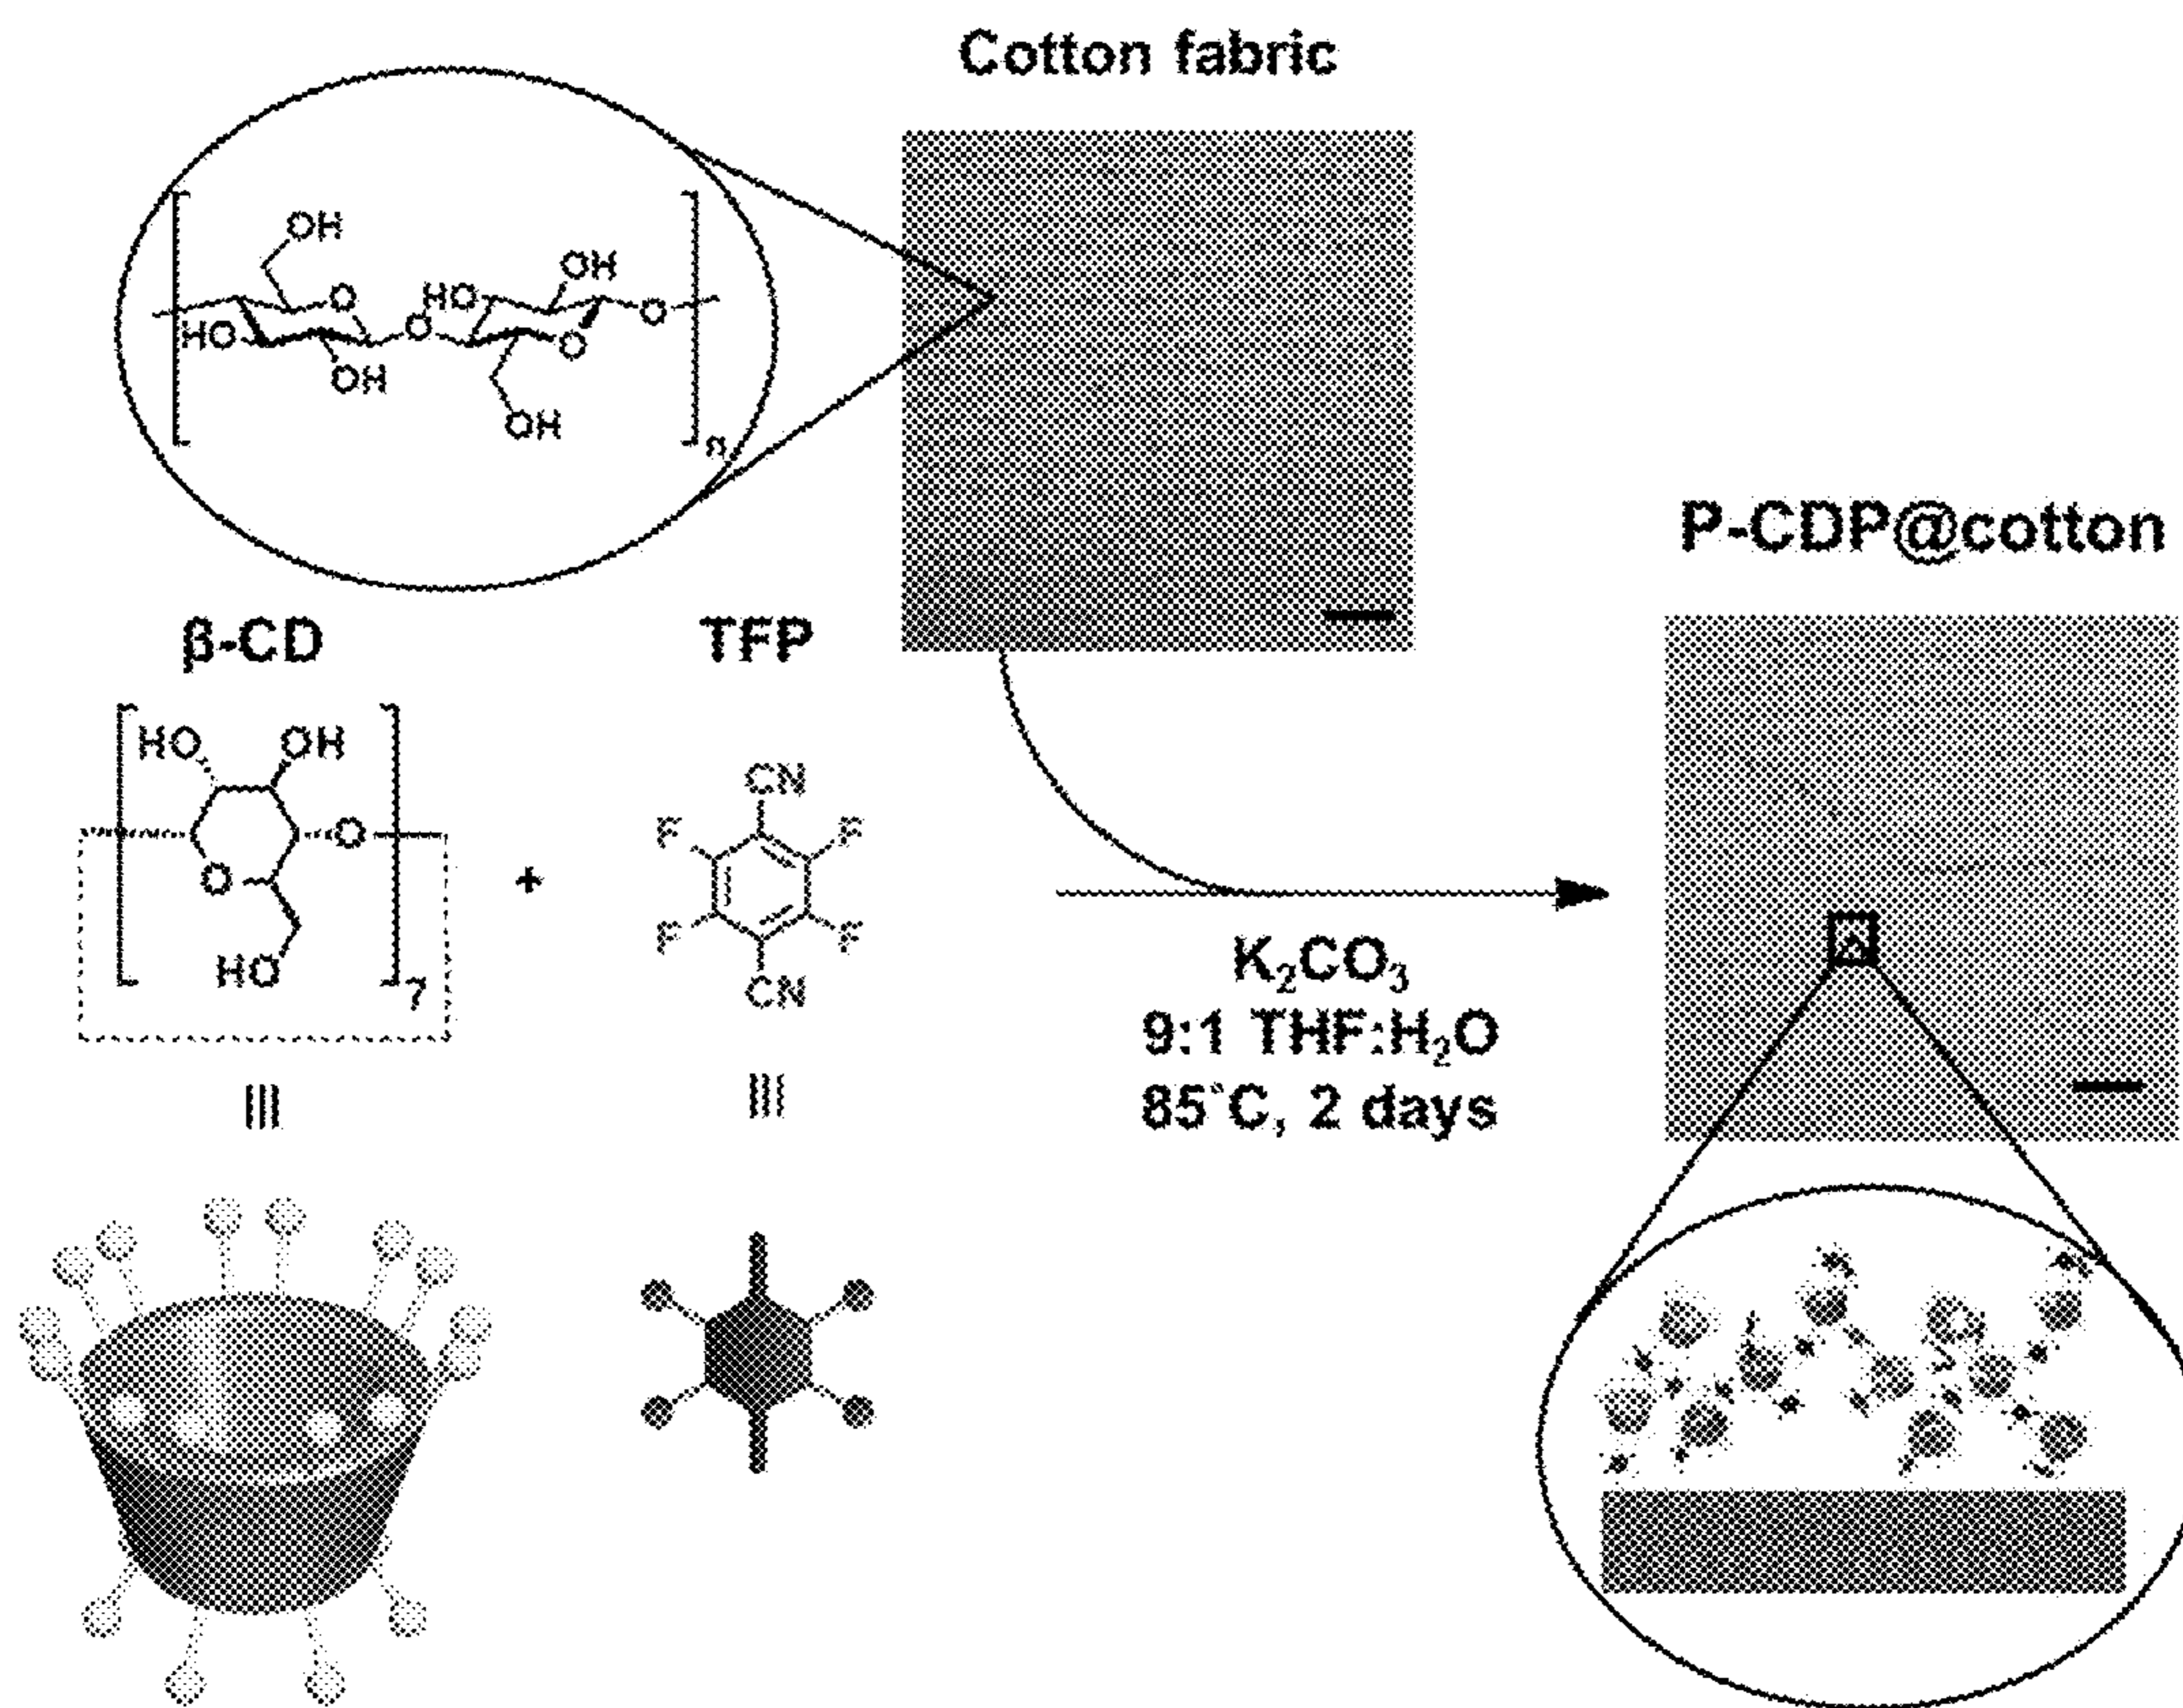 Cotton fabric
OH
OH
O
HO
O
HO
O
O
OH
OH
n
P-CDP@cotton
β-CD
TFP
HO
OH
O
O
HO
7
+
CN
F
F
F
F
CN
K₂CO₃
9:1 THF:H₂O
85°C, 2 days